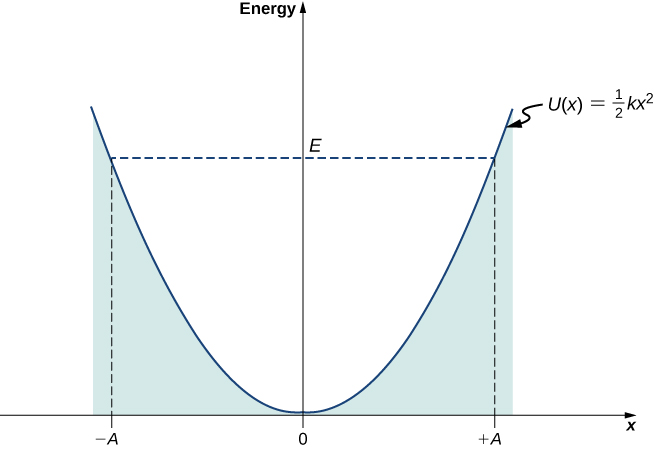 Energy
U(x) = 1/2 kx²
E
−A
0
+A
x